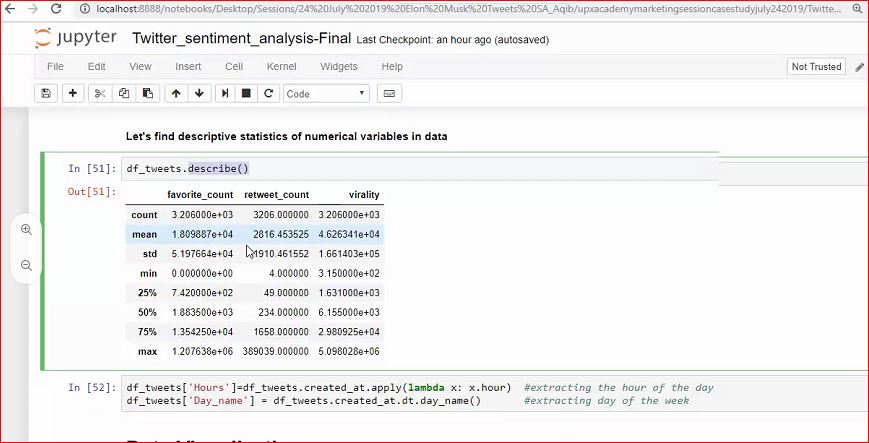 localhost:8888/notebooks/Desktop/Sessions/24%20July%202019%20Elon%20Musk%20Tweets%20SA_Aqib/upxacademymarketingsessioncasestudyjuly242019/Twitte...
jupyter Twitter_sentiment_analysis-Final Last Checkpoint: an hour ago (autosaved)
File Edit View Insert Cell Kernel Widgets Help Not Trusted
Code
Let's find descriptive statistics of numerical variables in data
In [51]: df_tweets.describe()
Out[51]:
favorite_count retweet_count virality
count 3.206000e+03 3206.000000 3.206000e+03
mean 1.809887e+04 2816.453525 4.626341e+04
std 5.197664e+04 1910.461552 1.661403e+05
min 0.000000e+00 4.000000 3.150000e+02
25% 7.420000e+02 49.000000 1.631000e+03
50% 1.883500e+03 234.000000 6.155000e+03
75% 1.354250e+04 1658.000000 2.980925e+04
max 1.207638e+06 389039.000000 5.098028e+06
In [52]: df_tweets['Hours']=df_tweets.created_at.apply(lambda x: x.hour) #extracting the hour of the day
df_tweets['Day_name'] = df_tweets.created_at.dt.day_name() #extracting day of the week